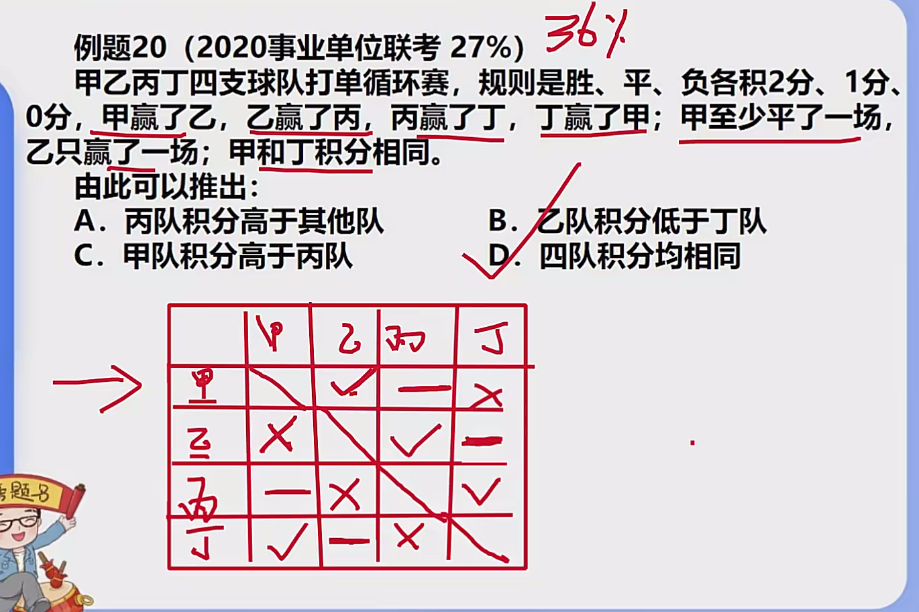 例题20（2020事业单位联考 27%） 36%
甲乙丙丁四支球队打单循环赛，规则是胜、平、负各积2分、1分、
0分，甲赢了乙，乙赢了丙，丙赢了丁，丁赢了甲；甲至少平了一场，
乙只赢了一场；甲和丁积分相同。
由此可以推出：
A．丙队积分高于其他队 B．乙队积分低于丁队
C．甲队积分高于丙队 D．四队积分均相同
甲 乙 丙 丁
甲 ✓ — ×
乙 × ✓ —
丙 — × ✓
丁 ✓ — ×